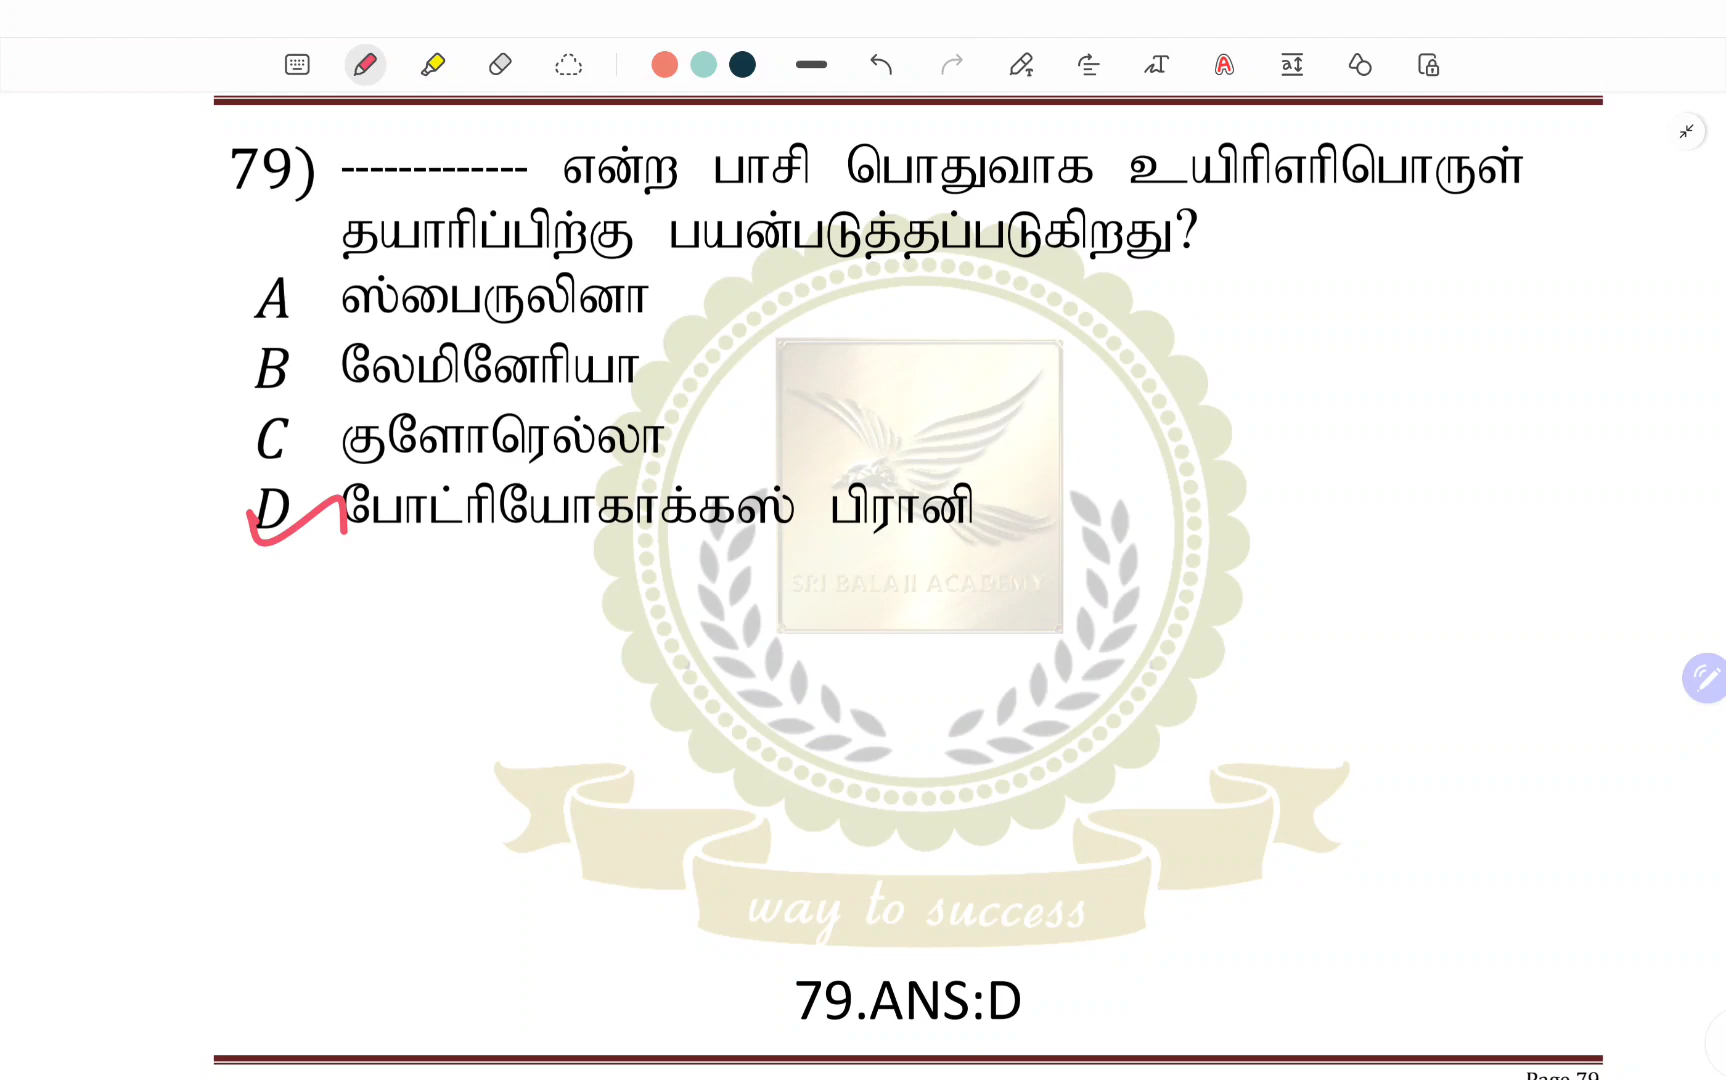 79) ------------- என்ற பாசி பொதுவாக உயிரிஎரிபொருள்
தயாரிப்பிற்கு பயன்படுத்தப்படுகிறது?
A ஸ்பைருலினா
B லேமினேரியா
C குளோரெல்லா
D போட்ரியோகாக்கஸ் பிரானி
SRI BALAJI ACADEMY
way to success
79.ANS:D
Page 79